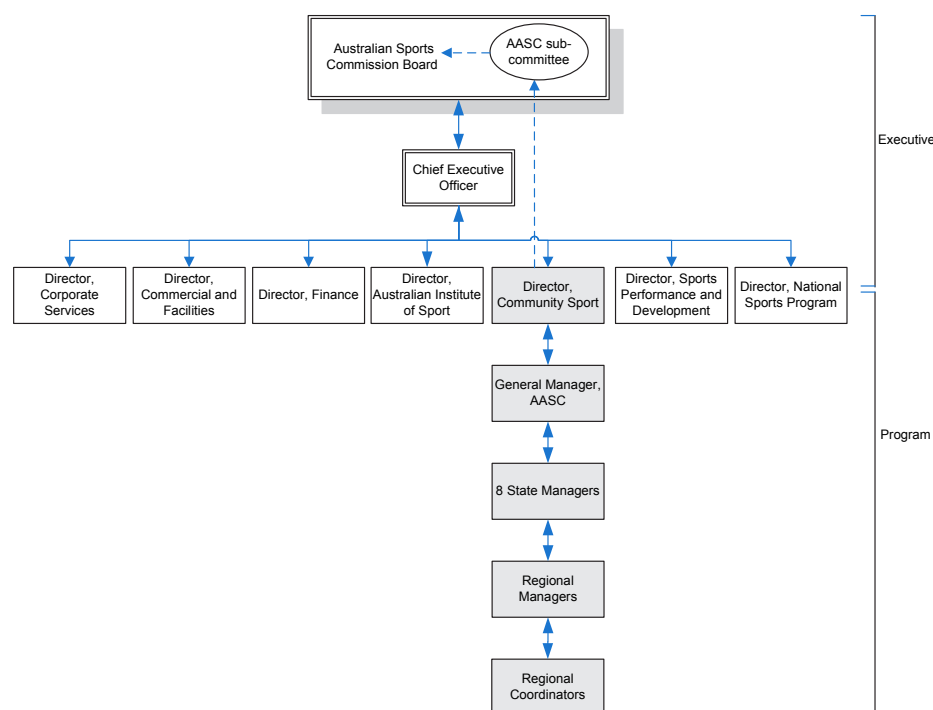 Australian Sports
Commission Board
AASC sub-
committee
Executive
Chief Executive
Officer
Director,
Corporate
Services
Director,
Commercial and
Facilities
Director, Finance
Director,
Australian Institute
of Sport
Director,
Community Sport
Director, Sports
Performance and
Development
Director, National
Sports Program
General Manager,
AASC
Program
8 State Managers
Regional
Managers
Regional
Coordinators